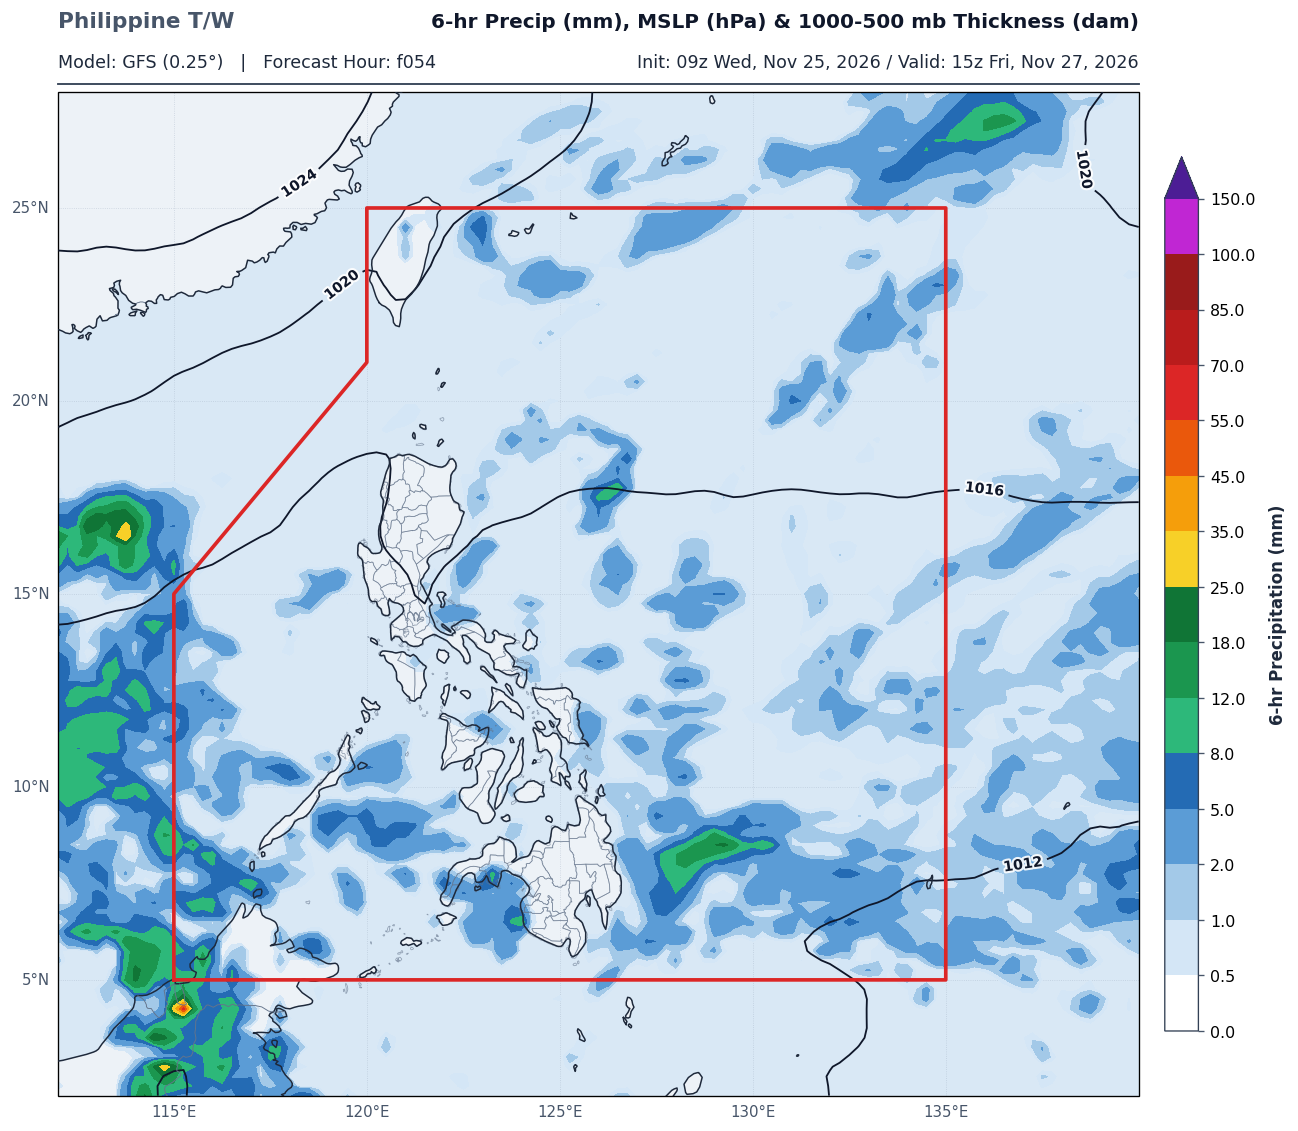 Philippine T/W
6-hr Precip (mm), MSLP (hPa) & 1000-500 mb Thickness (dam)
Model: GFS (0.25°) | Forecast Hour: f054
Init: 09z Wed, Nov 25, 2026 / Valid: 15z Fri, Nov 27, 2026
1024
1020
1020
1016
1012
25°N
20°N
15°N
10°N
5°N
115°E
120°E
125°E
130°E
135°E
150.0
100.0
85.0
70.0
55.0
45.0
35.0
25.0
18.0
12.0
8.0
5.0
2.0
1.0
0.5
0.0
6-hr Precipitation (mm)